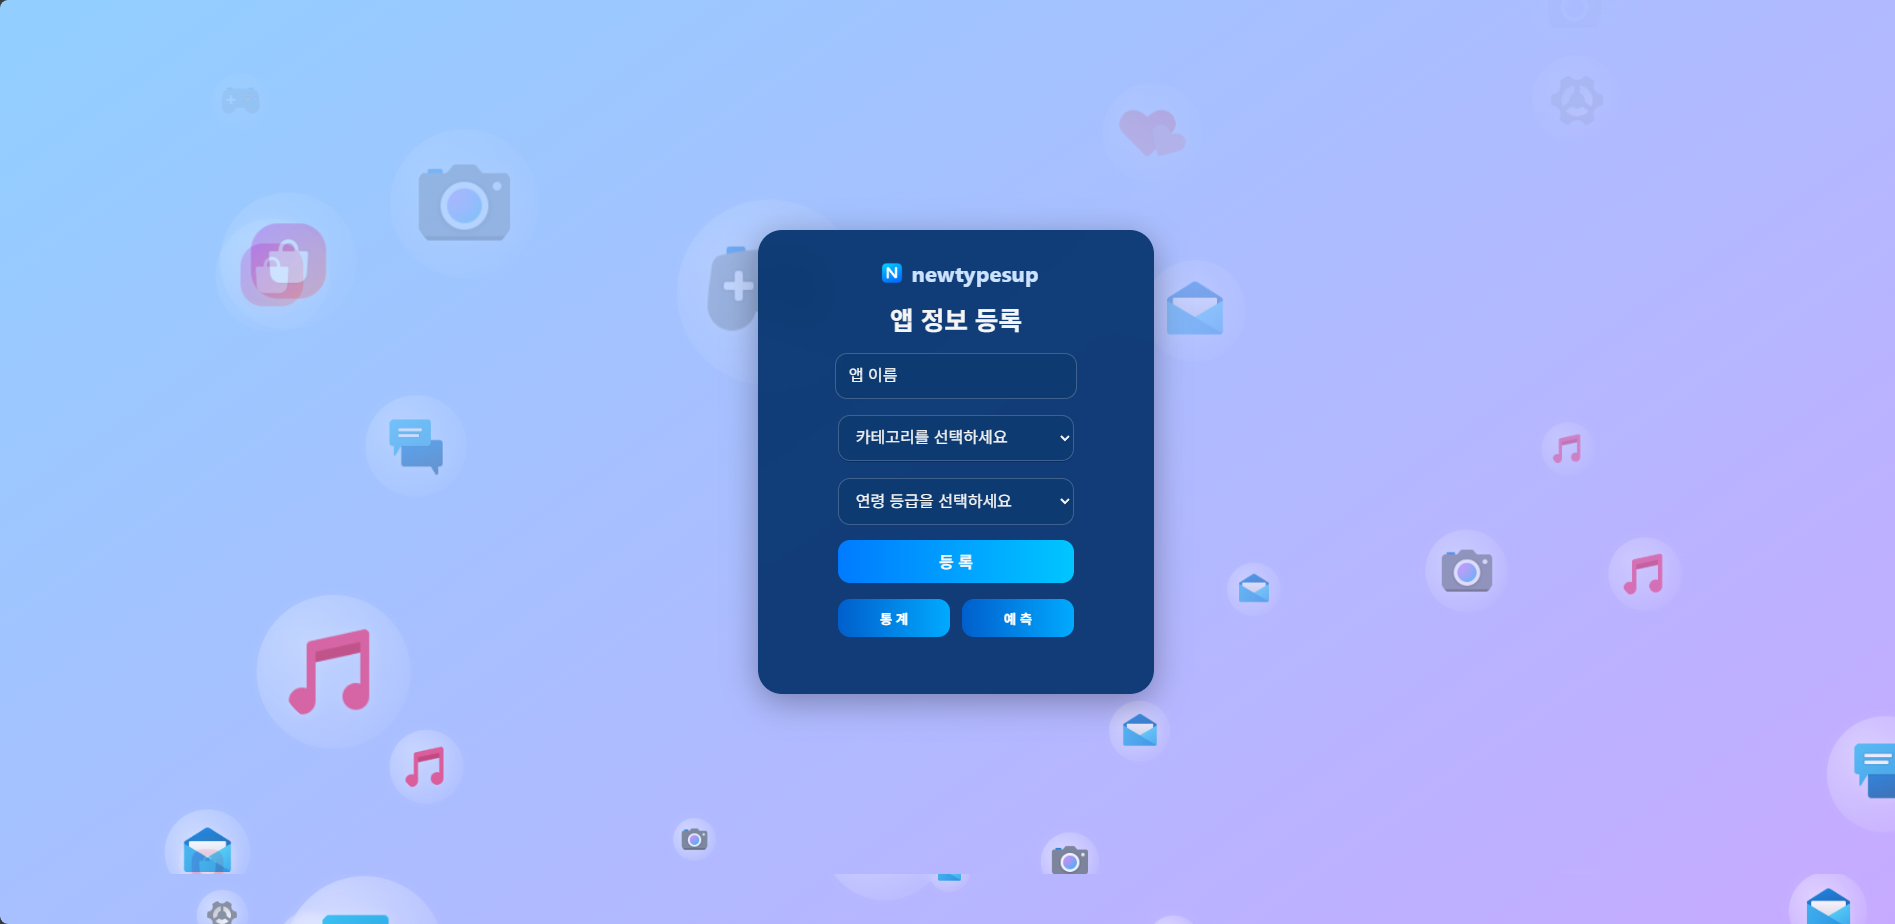 N newtypesup
앱 정보 등록
앱 이름
카테고리를 선택하세요
연령 등급을 선택하세요
등 록
통 계 예 측